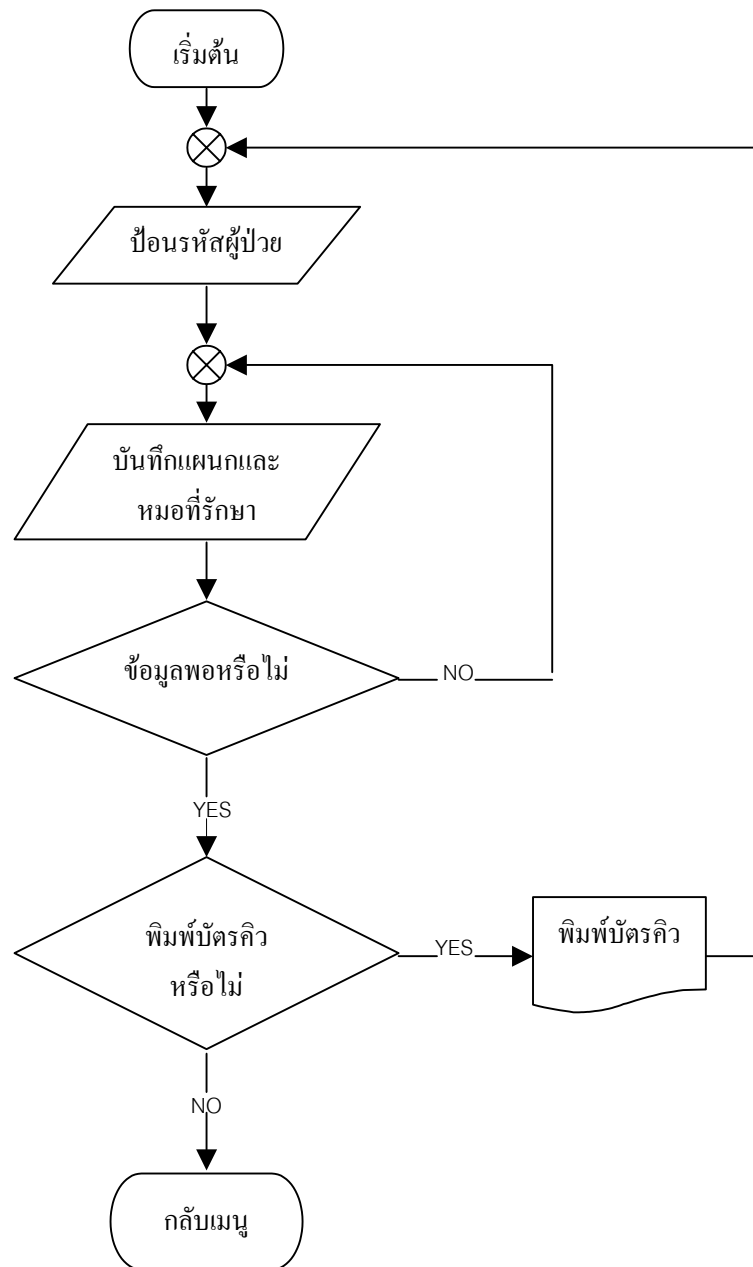 เริ่มต้น
ป้อนรหัสผู้ป่วย
บันทึกแผนกและ
หมอที่รักษา
ข้อมูลพอหรือไม่
NO
YES
พิมพ์บัตรคิว
หรือไม่
YES
พิมพ์บัตรคิว
NO
กลับเมนู